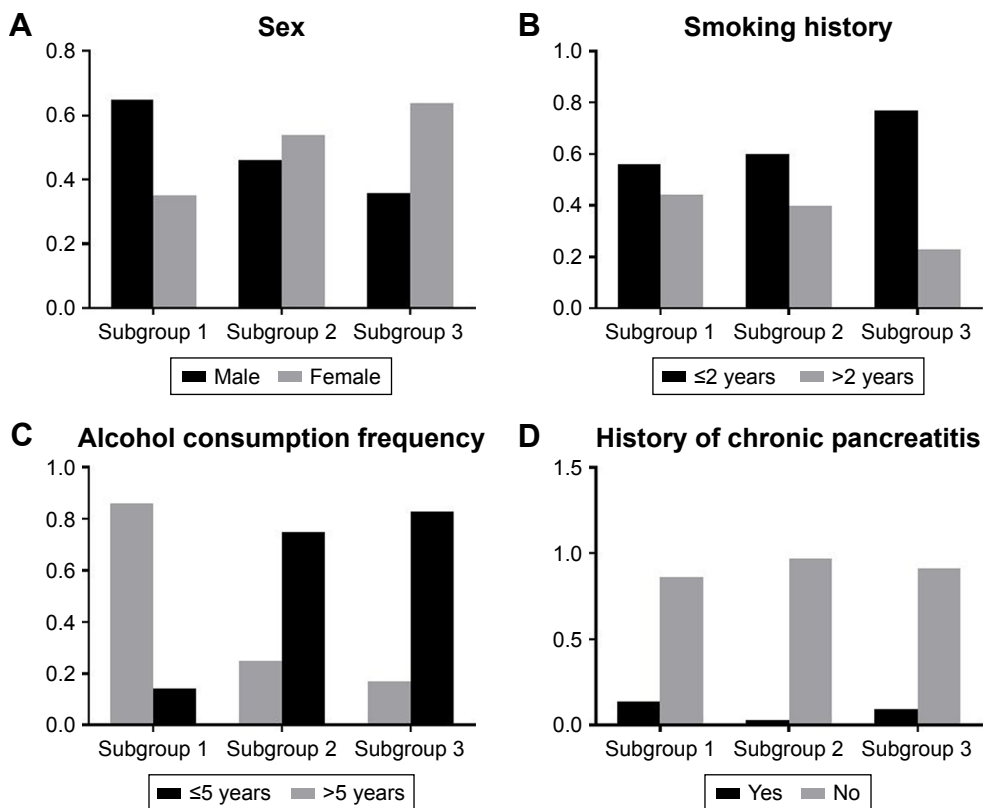 A Sex
0.8
0.6
0.4
0.2
0.0
Subgroup 1 Subgroup 2 Subgroup 3
Male Female
B Smoking history
1.0
0.8
0.6
0.4
0.2
0.0
Subgroup 1 Subgroup 2 Subgroup 3
≤2 years >2 years
C Alcohol consumption frequency
1.0
0.8
0.6
0.4
0.2
0.0
Subgroup 1 Subgroup 2 Subgroup 3
≤5 years >5 years
D History of chronic pancreatitis
1.5
1.0
0.5
0.0
Subgroup 1 Subgroup 2 Subgroup 3
Yes No